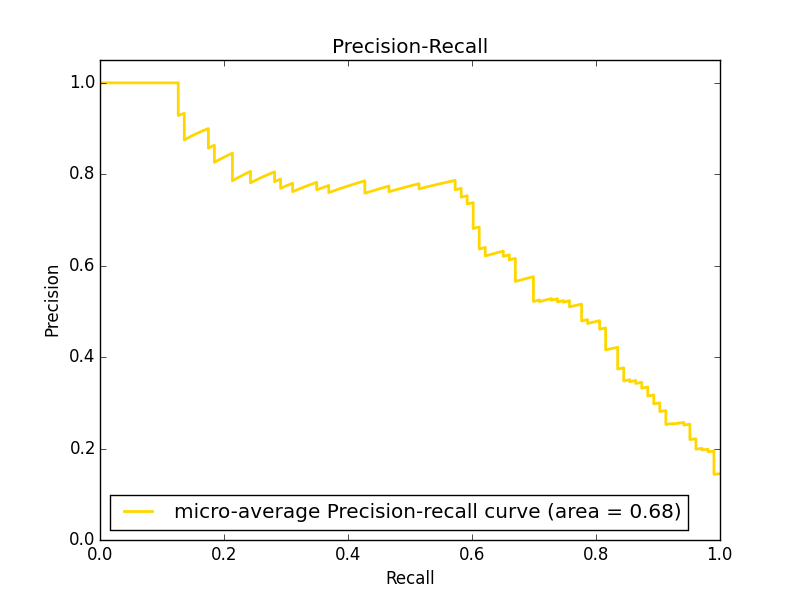 Precision-Recall
1.0
0.8
0.6
0.4
0.2
0.0
Precision
micro-average Precision-recall curve (area = 0.68)
0.0 0.2 0.4 0.6 0.8 1.0
Recall